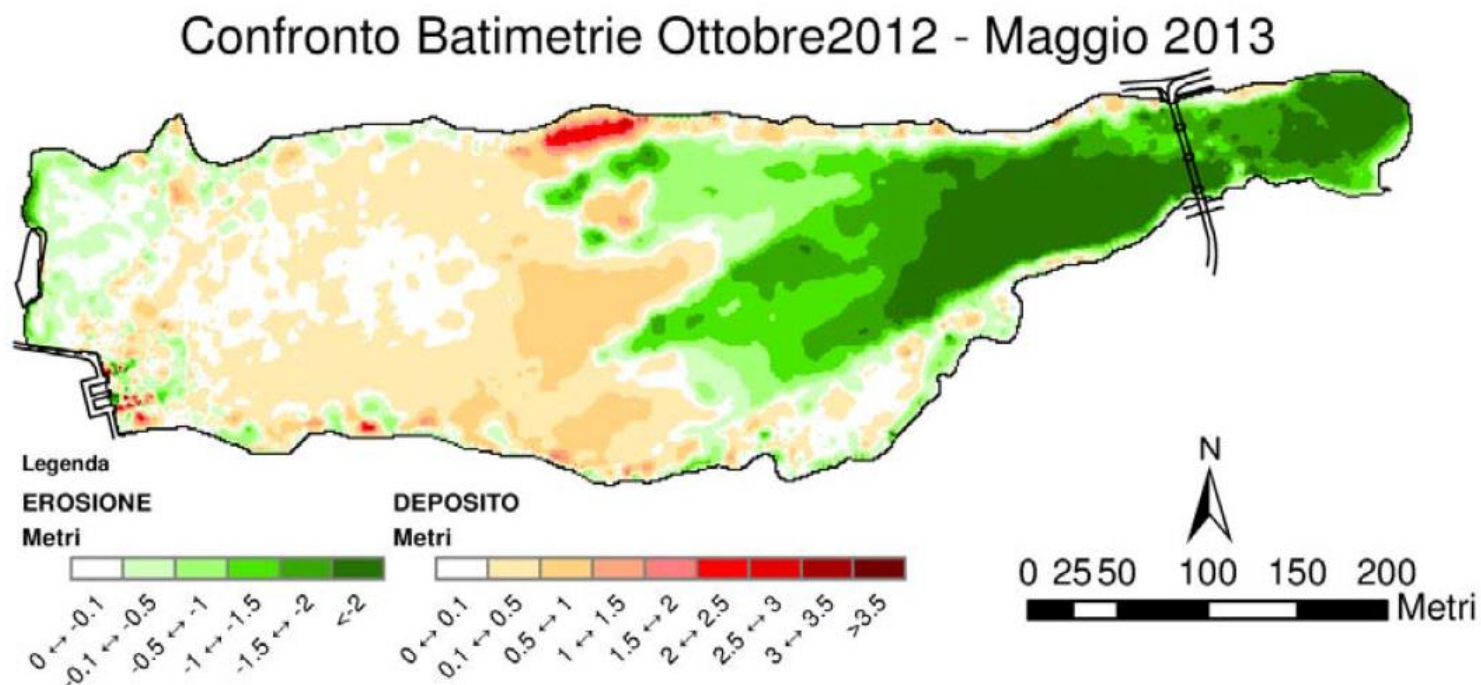 Confronto Batimetrie Ottobre2012 - Maggio 2013
Legenda
EROSIONE
Metri
0 ↔ -0.1
-0.1 ↔ -0.5
-0.5 ↔ -1
-1 ↔ -1.5
-1.5 ↔ -2
<-2
DEPOSITO
Metri
0 ↔ 0.1
0.1 ↔ 0.5
0.5 ↔ 1
1 ↔ 1.5
1.5 ↔ 2
2 ↔ 2.5
2.5 ↔ 3
3 ↔ 3.5
>3.5
N
0 25 50 100 150 200
Metri